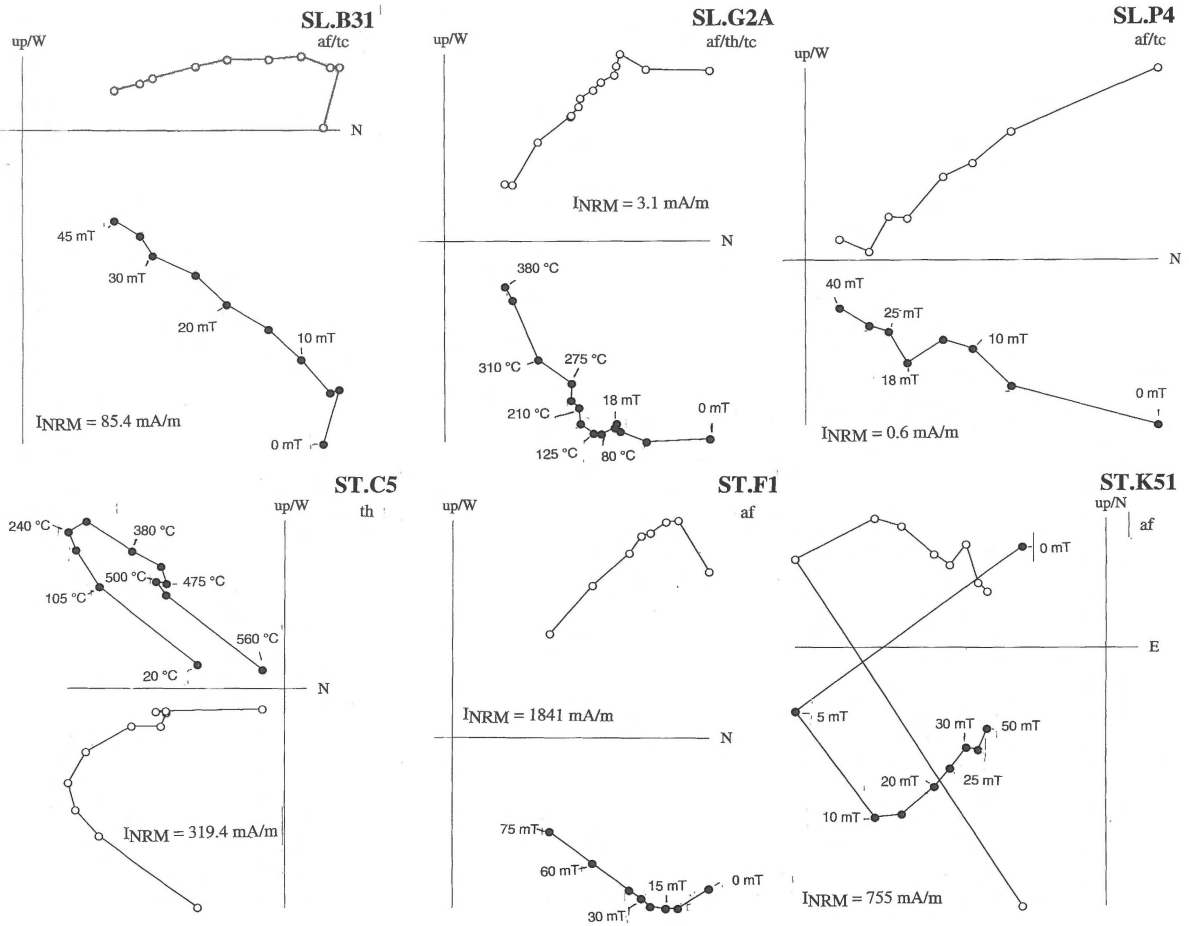 SL.B31
up/W
af/tc
N
45 mT
30 mT
20 mT
10 mT
0 mT
INRM = 85.4 mA/m
SL.G2A
up/W
af/th/tc
INRM = 3.1 mA/m
N
380 °C
310 °C
275 °C
210 °C
18 mT
0 mT
125 °C
80 °C
SL.P4
up/W
af/tc
N
40 mT
25 mT
10 mT
18 mT
0 mT
INRM = 0.6 mA/m
ST.C5
up/W
th
240 °C
380 °C
500 °C
475 °C
105 °C
560 °C
20 °C
N
INRM = 319.4 mA/m
ST.F1
up/W
af
INRM = 1841 mA/m
N
75 mT
60 mT
15 mT
0 mT
30 mT
ST.K51
up/N
af
0 mT
E
5 mT
30 mT
50 mT
20 mT
25 mT
10 mT
INRM = 755 mA/m